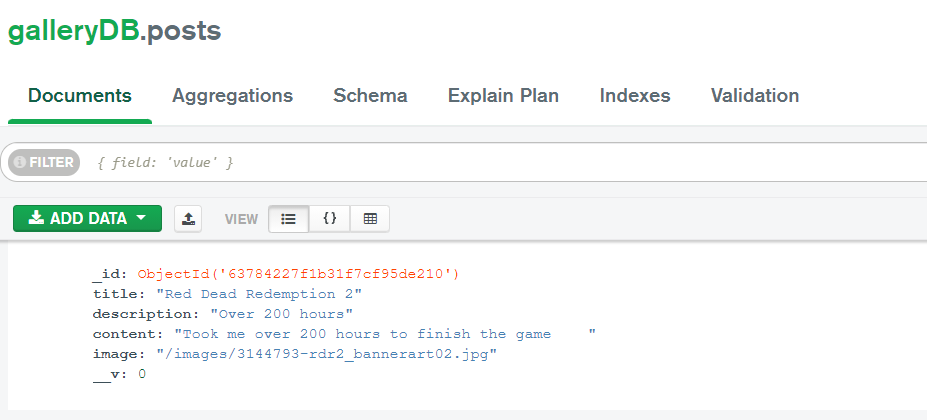 galleryDB.posts
Documents Aggregations Schema Explain Plan Indexes Validation
FILTER { field: 'value' }
ADD DATA VIEW {}
_id: ObjectId('63784227f1b31f7cf95de210')
title: "Red Dead Redemption 2"
description: "Over 200 hours"
content: "Took me over 200 hours to finish the game    "
image: "/images/3144793-rdr2_bannerart02.jpg"
__v: 0